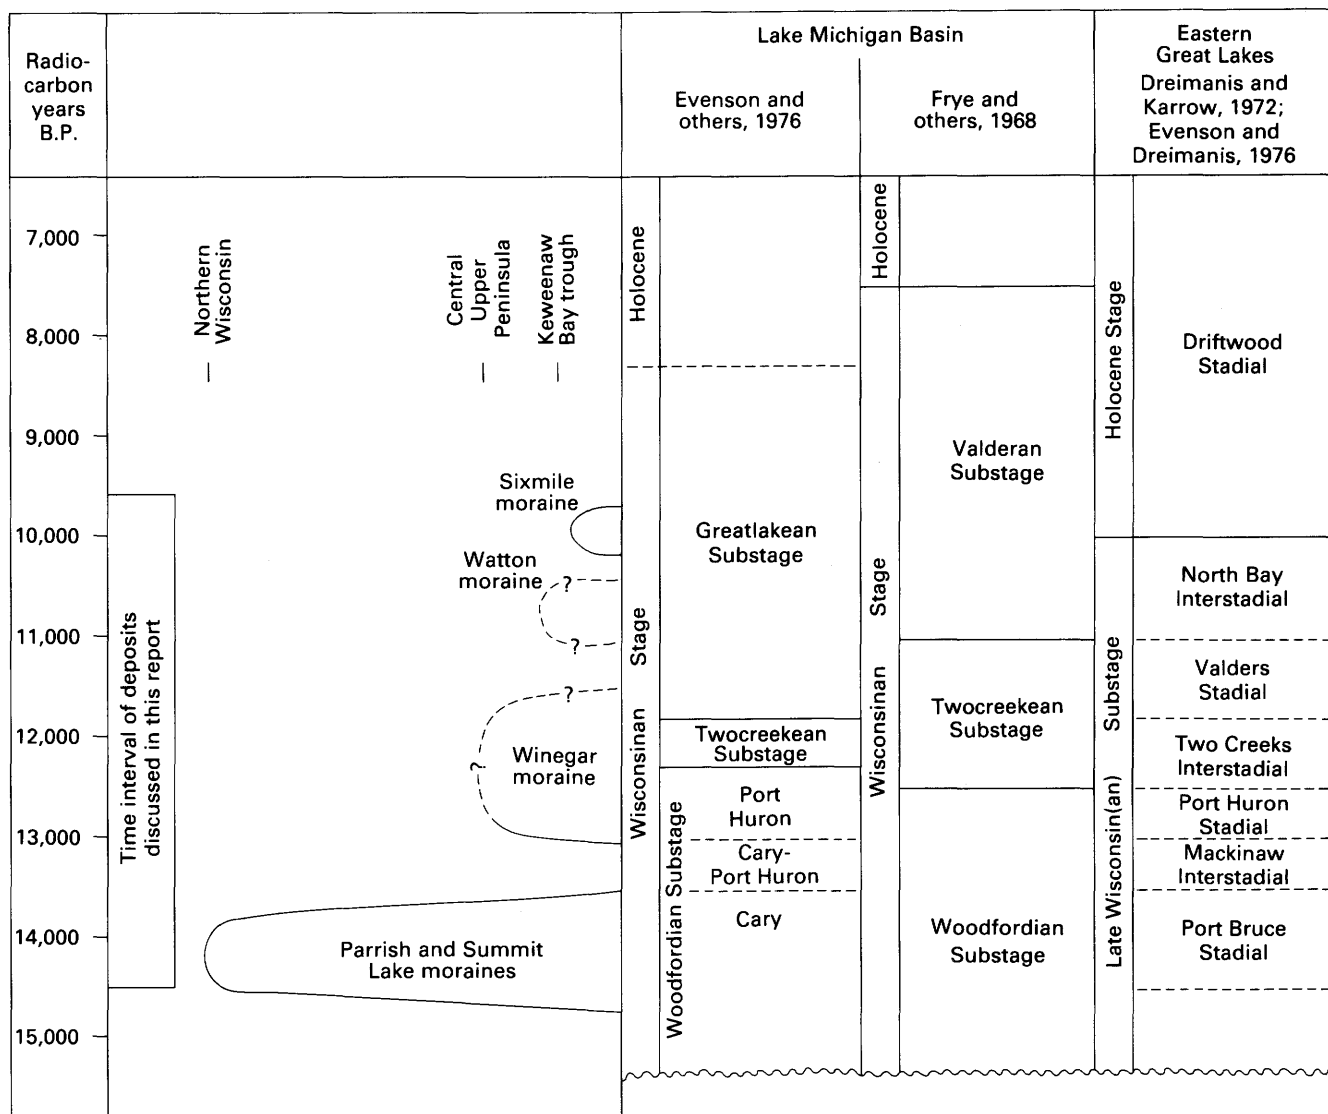 Radio-
carbon
years
B.P.
Lake Michigan Basin
Evenson and
others, 1976
Frye and
others, 1968
Eastern
Great Lakes
Dreimanis and
Karrow, 1972;
Evenson and
Dreimanis, 1976
7,000
8,000
9,000
10,000
11,000
12,000
13,000
14,000
15,000
Time interval of deposits
discussed in this report
Northern
Wisconsin
Central
Upper
Peninsula
Keweenaw
Bay trough
Sixmile
moraine
Watton
moraine
?
?
?
Winegar
moraine
?
Parrish and Summit
Lake moraines
Holocene
Wisconsinan Stage
Greatlakean
Substage
Twocreekean
Substage
Woodfordian Substage
Port
Huron
Cary-
Port Huron
Cary
Holocene
Wisconsinan Stage
Valderan
Substage
Twocreekean
Substage
Woodfordian
Substage
Holocene Stage
Late Wisconsin(an) Substage
Driftwood
Stadial
North Bay
Interstadial
Valders
Stadial
Two Creeks
Interstadial
Port Huron
Stadial
Mackinaw
Interstadial
Port Bruce
Stadial